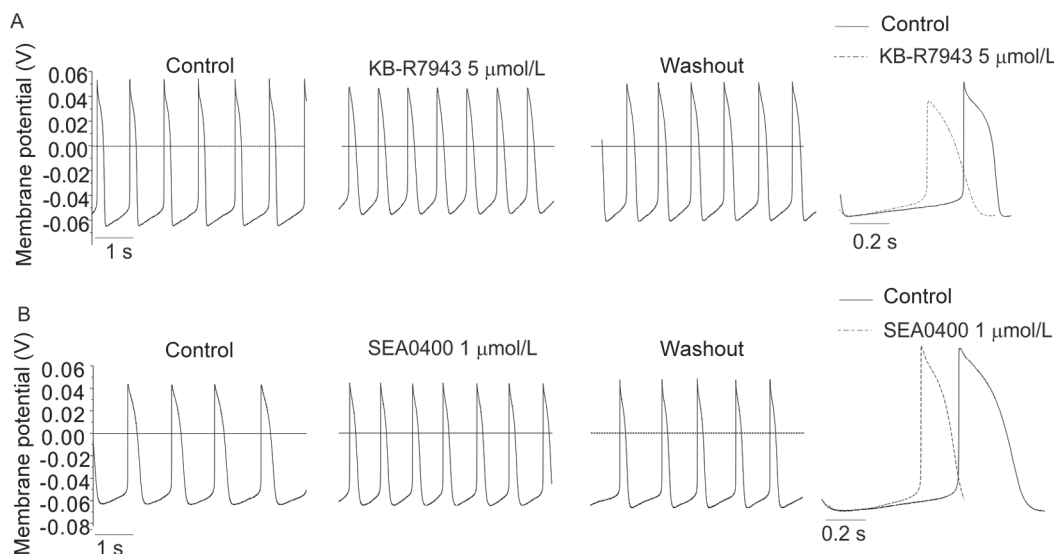 A
Control
KB-R7943 5 μmol/L
Washout
Control
KB-R7943 5 μmol/L
Membrane potential (V)
0.06
0.04
0.02
0.00
-0.02
-0.04
-0.06
1 s
0.2 s
B
Control
SEA0400 1 μmol/L
Washout
Control
SEA0400 1 μmol/L
Membrane potential (V)
0.06
0.04
0.02
0.00
-0.02
-0.04
-0.06
-0.08
1 s
0.2 s